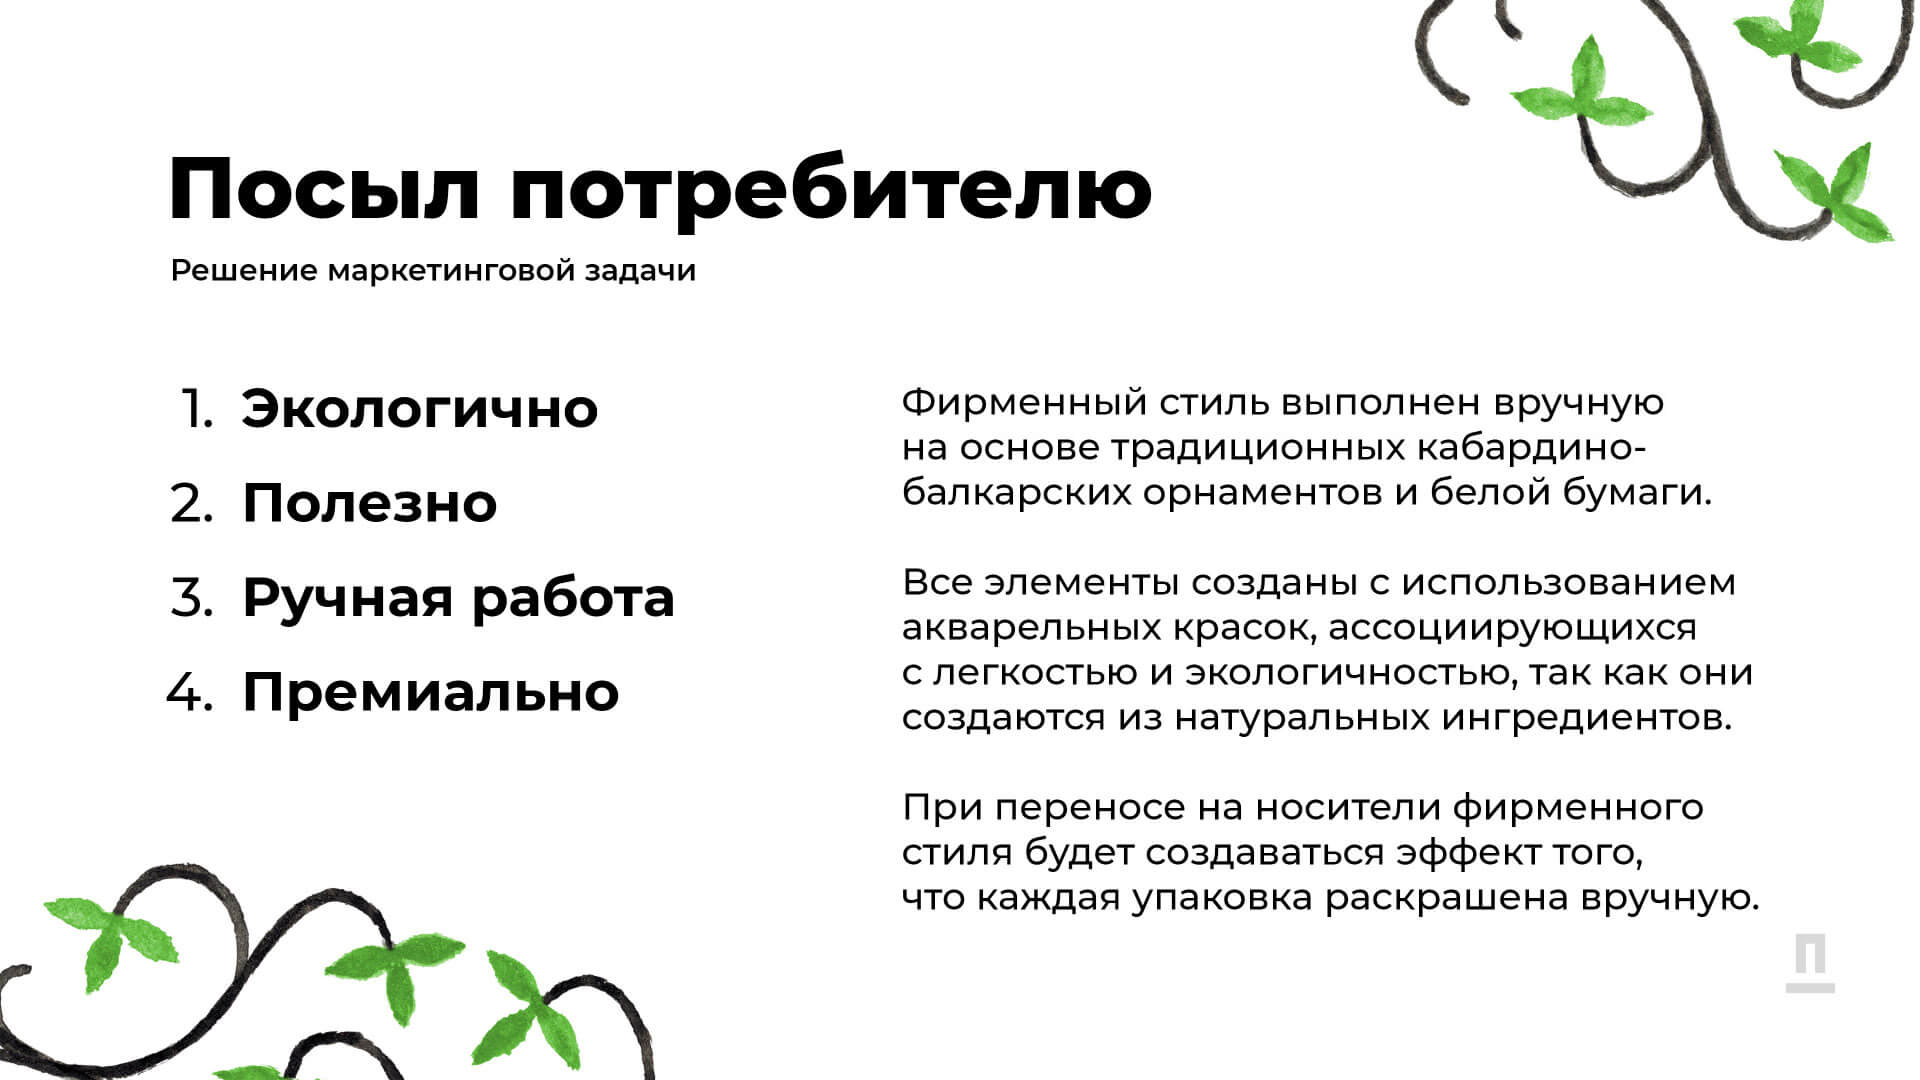 Посыл потребителю
Решение маркетинговой задачи
1. Экологично
2. Полезно
3. Ручная работа
4. Премиально
Фирменный стиль выполнен вручную
на основе традиционных кабардино-
балкарских орнаментов и белой бумаги.
Все элементы созданы с использованием
акварельных красок, ассоциирующихся
с легкостью и экологичностью, так как они
создаются из натуральных ингредиентов.
При переносе на носители фирменного
стиля будет создаваться эффект того,
что каждая упаковка раскрашена вручную.
П